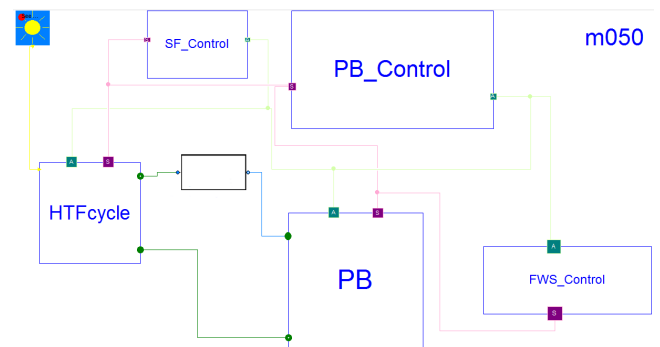 SF_Control
PB_Control
m050
S
A
S
A
A
S
HTFcycle
A
S
PB
A
FWS_Control
S